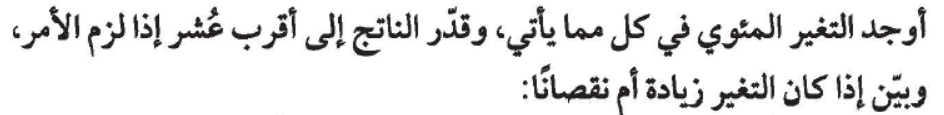 أوجد التغير المئوي في كل مما يأتي، وقدّر الناتج إلى أقرب عُشر إذا لزم الأمر،
وبيّن إذا كان التغير زيادة أم نقصانًا: